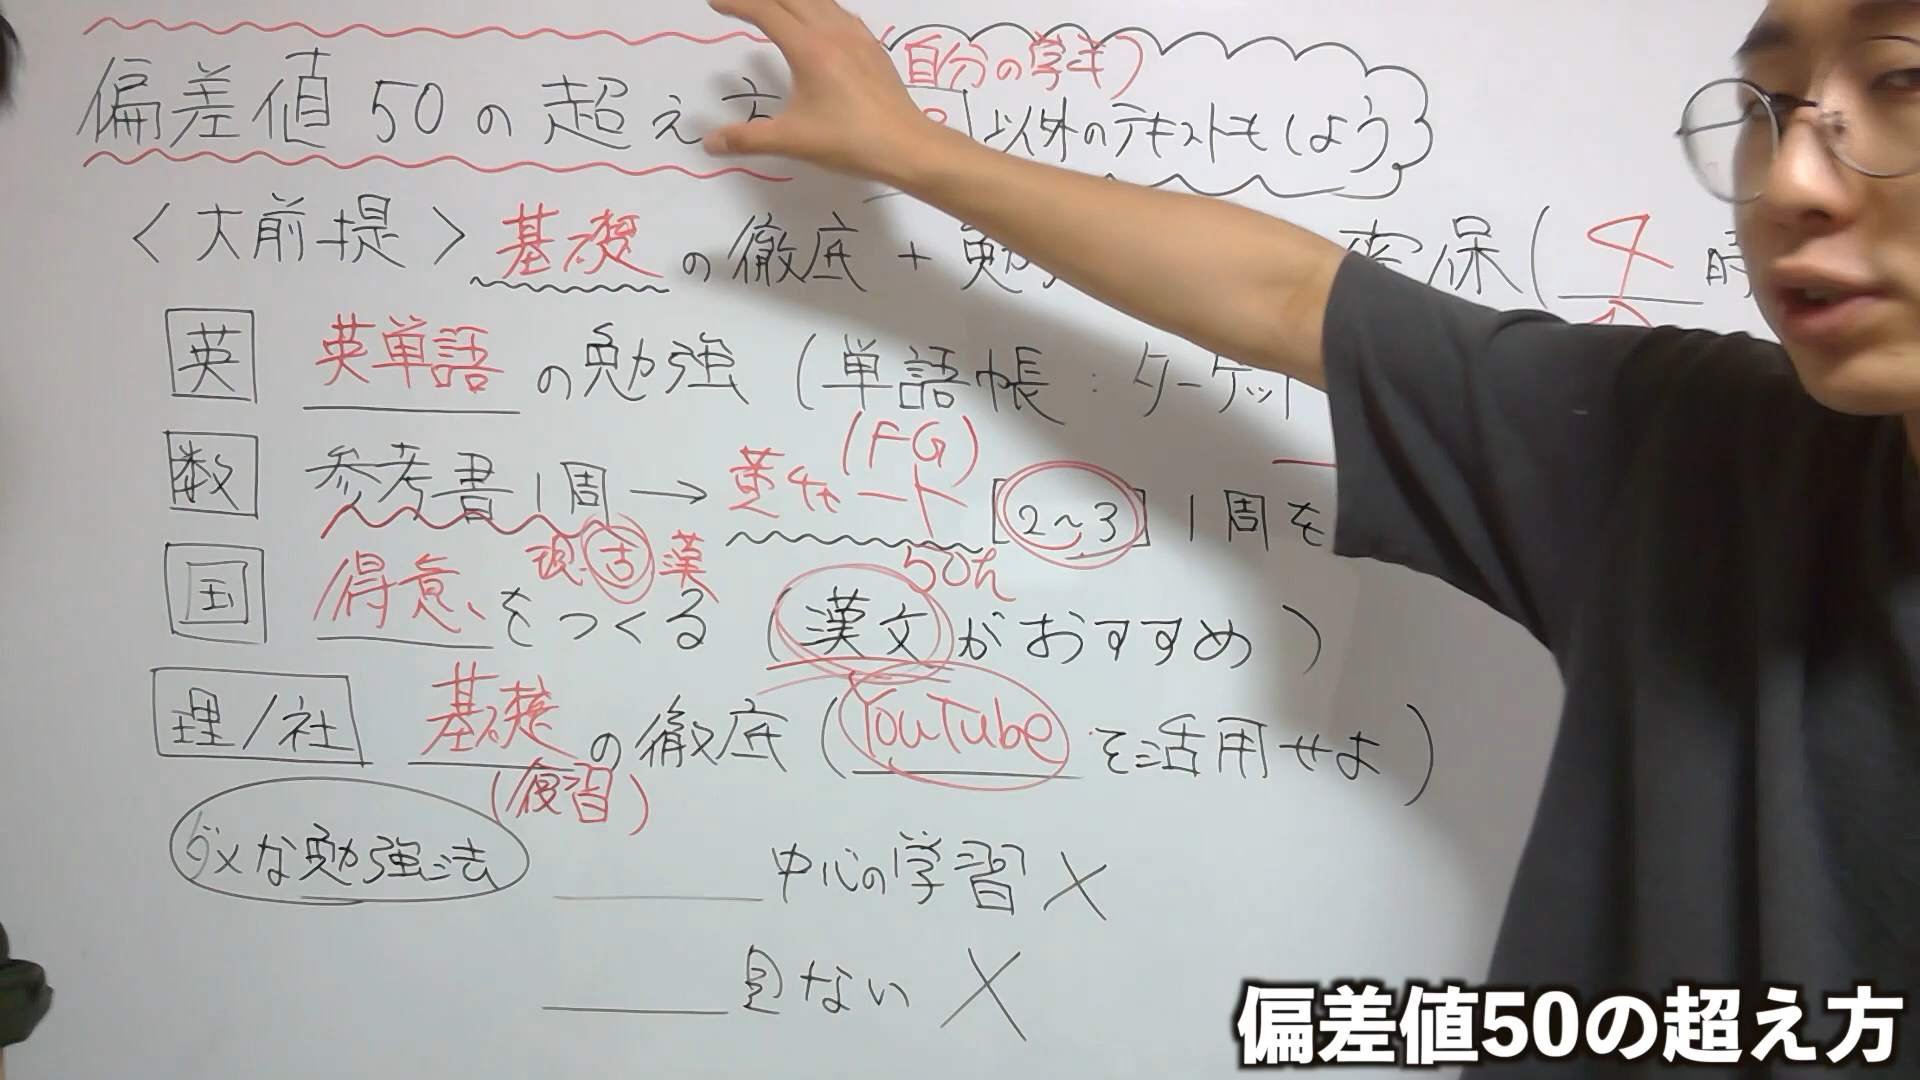 偏差値50の超え方
(自分の学キ)
以外のテキストもしよう
〈大前提〉基礎の徹底+勉 確保(4時
英 英単語の勉強(単語帳:ターゲット
数 参考書1周→黄チャート(FG)[2~3]1周を
国 得意をつくる(漢文がおすすめ)
現 古 漢
50h
理/社 基礎の徹底(YouTubeを活用せよ)
(復習)
ダメな勉強法
中心の学習 ×
見ない ×
偏差値50の超え方